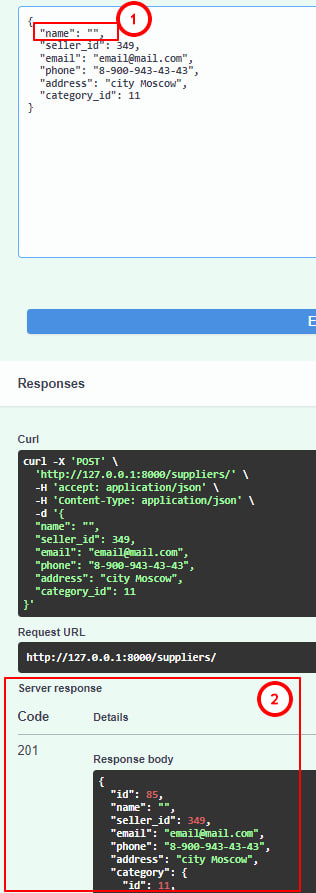 1
{
"name": "",
"seller_id": 349,
"email": "email@mail.com",
"phone": "8-900-943-43-43",
"address": "city Moscow",
"category_id": 11
}
E
Responses
Curl
curl -X 'POST' \
'http://127.0.0.1:8000/suppliers/' \
-H 'accept: application/json' \
-H 'Content-Type: application/json' \
-d '{
"name": "",
"seller_id": 349,
"email": "email@mail.com",
"phone": "8-900-943-43-43",
"address": "city Moscow",
"category_id": 11
}'
Request URL
http://127.0.0.1:8000/suppliers/
Server response
2
Code Details
201
Response body
{
"id": 85,
"name": "",
"seller_id": 349,
"email": "email@mail.com",
"phone": "8-900-943-43-43",
"address": "city Moscow",
"category": {
"id": 11,